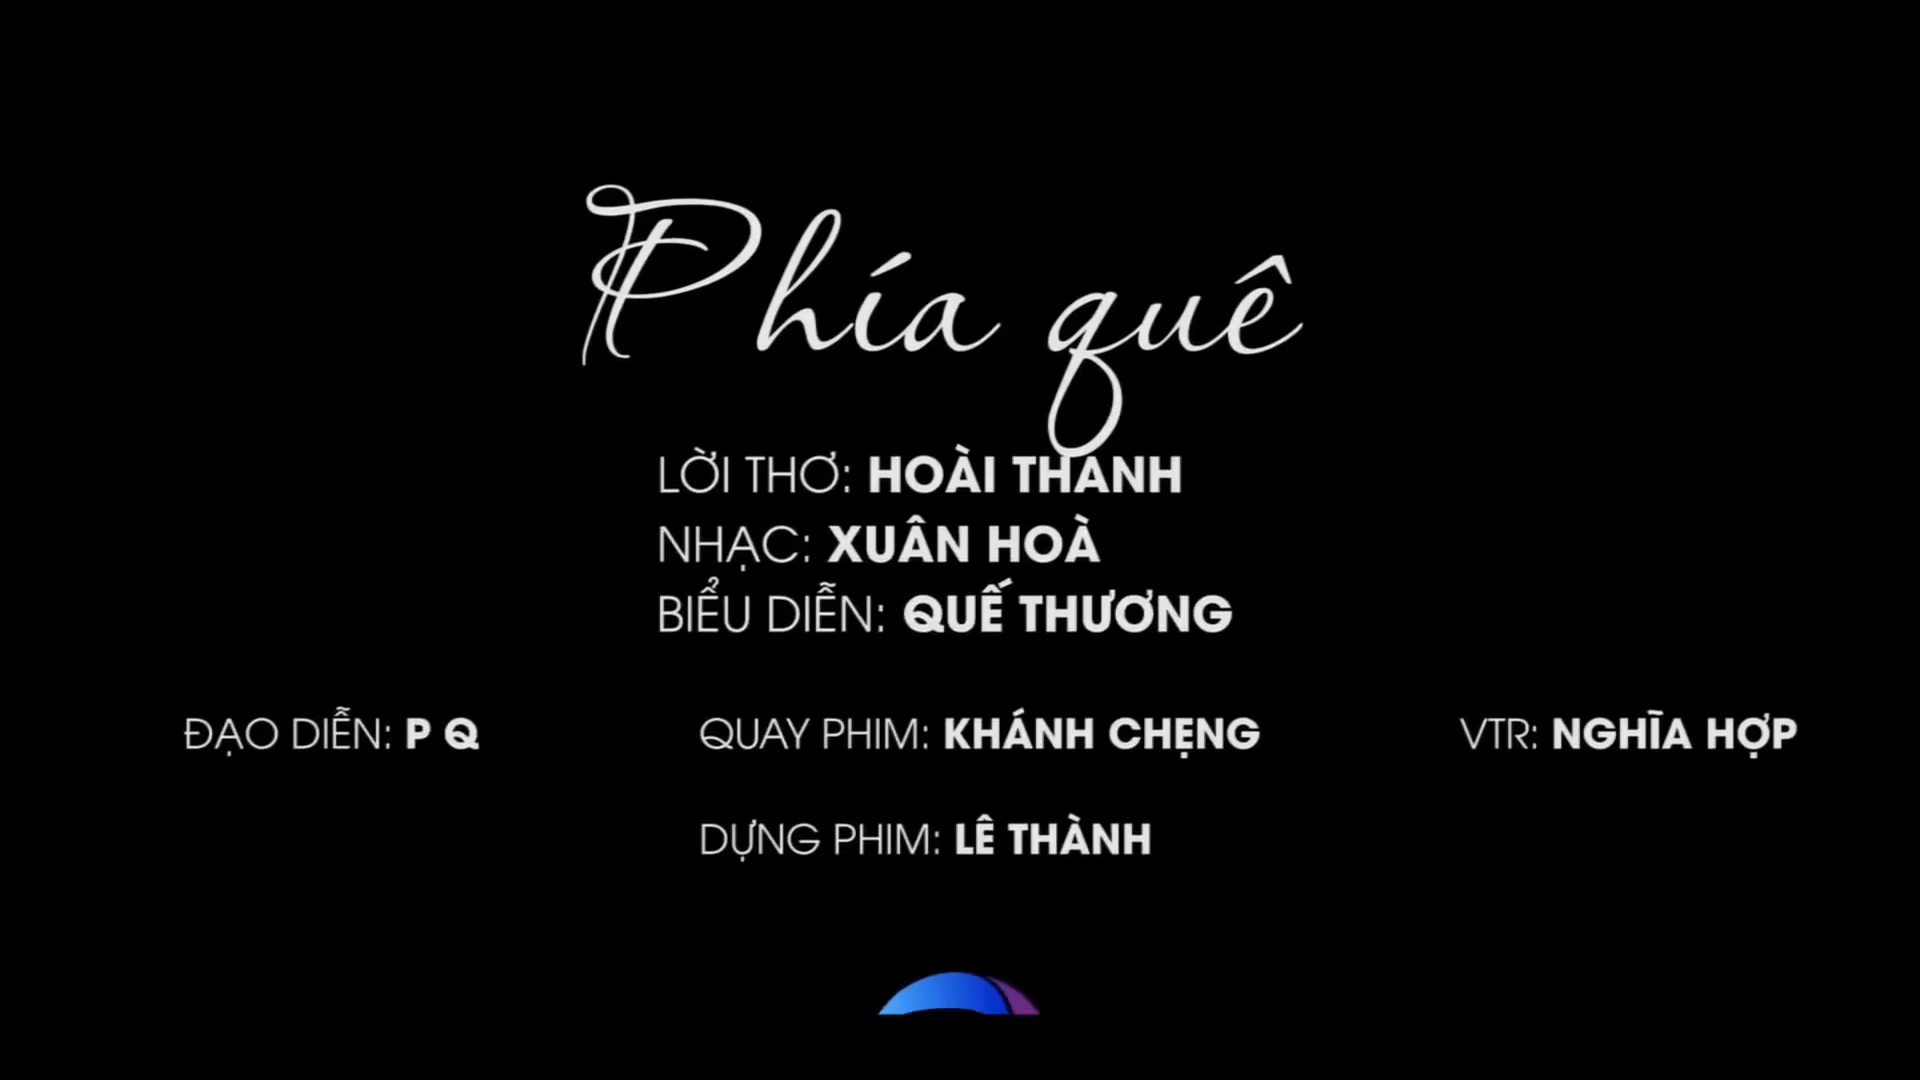 Phía quê
LỜI THƠ: HOÀI THANH
NHẠC: XUÂN HOÀ
BIỂU DIỄN: QUẾ THƯƠNG
ĐẠO DIỄN: P Q QUAY PHIM: KHÁNH CHẸNG VTR: NGHĨA HỢP
DỰNG PHIM: LÊ THÀNH